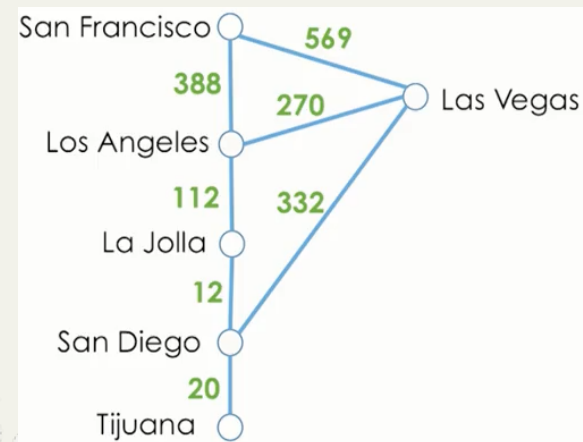 San Francisco
569
388
270
Las Vegas
Los Angeles
112
332
La Jolla
12
San Diego
20
Tijuana